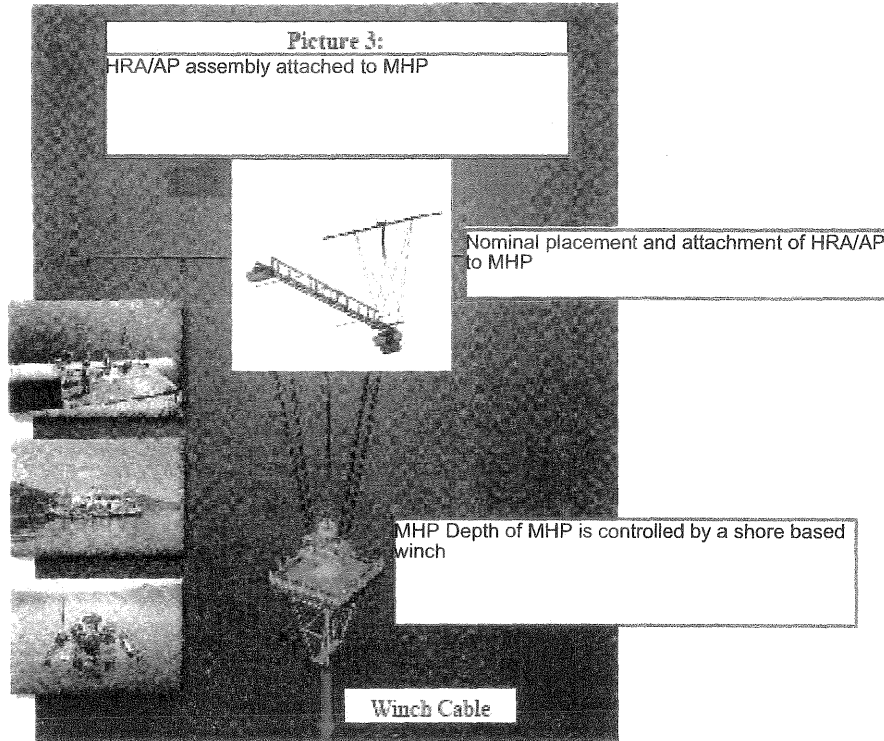 Picture 3:
HRA/AP assembly attached to MHP
Nominal placement and attachment of HRA/AP
to MHP
MHP Depth of MHP is controlled by a shore based
winch
Winch Cable